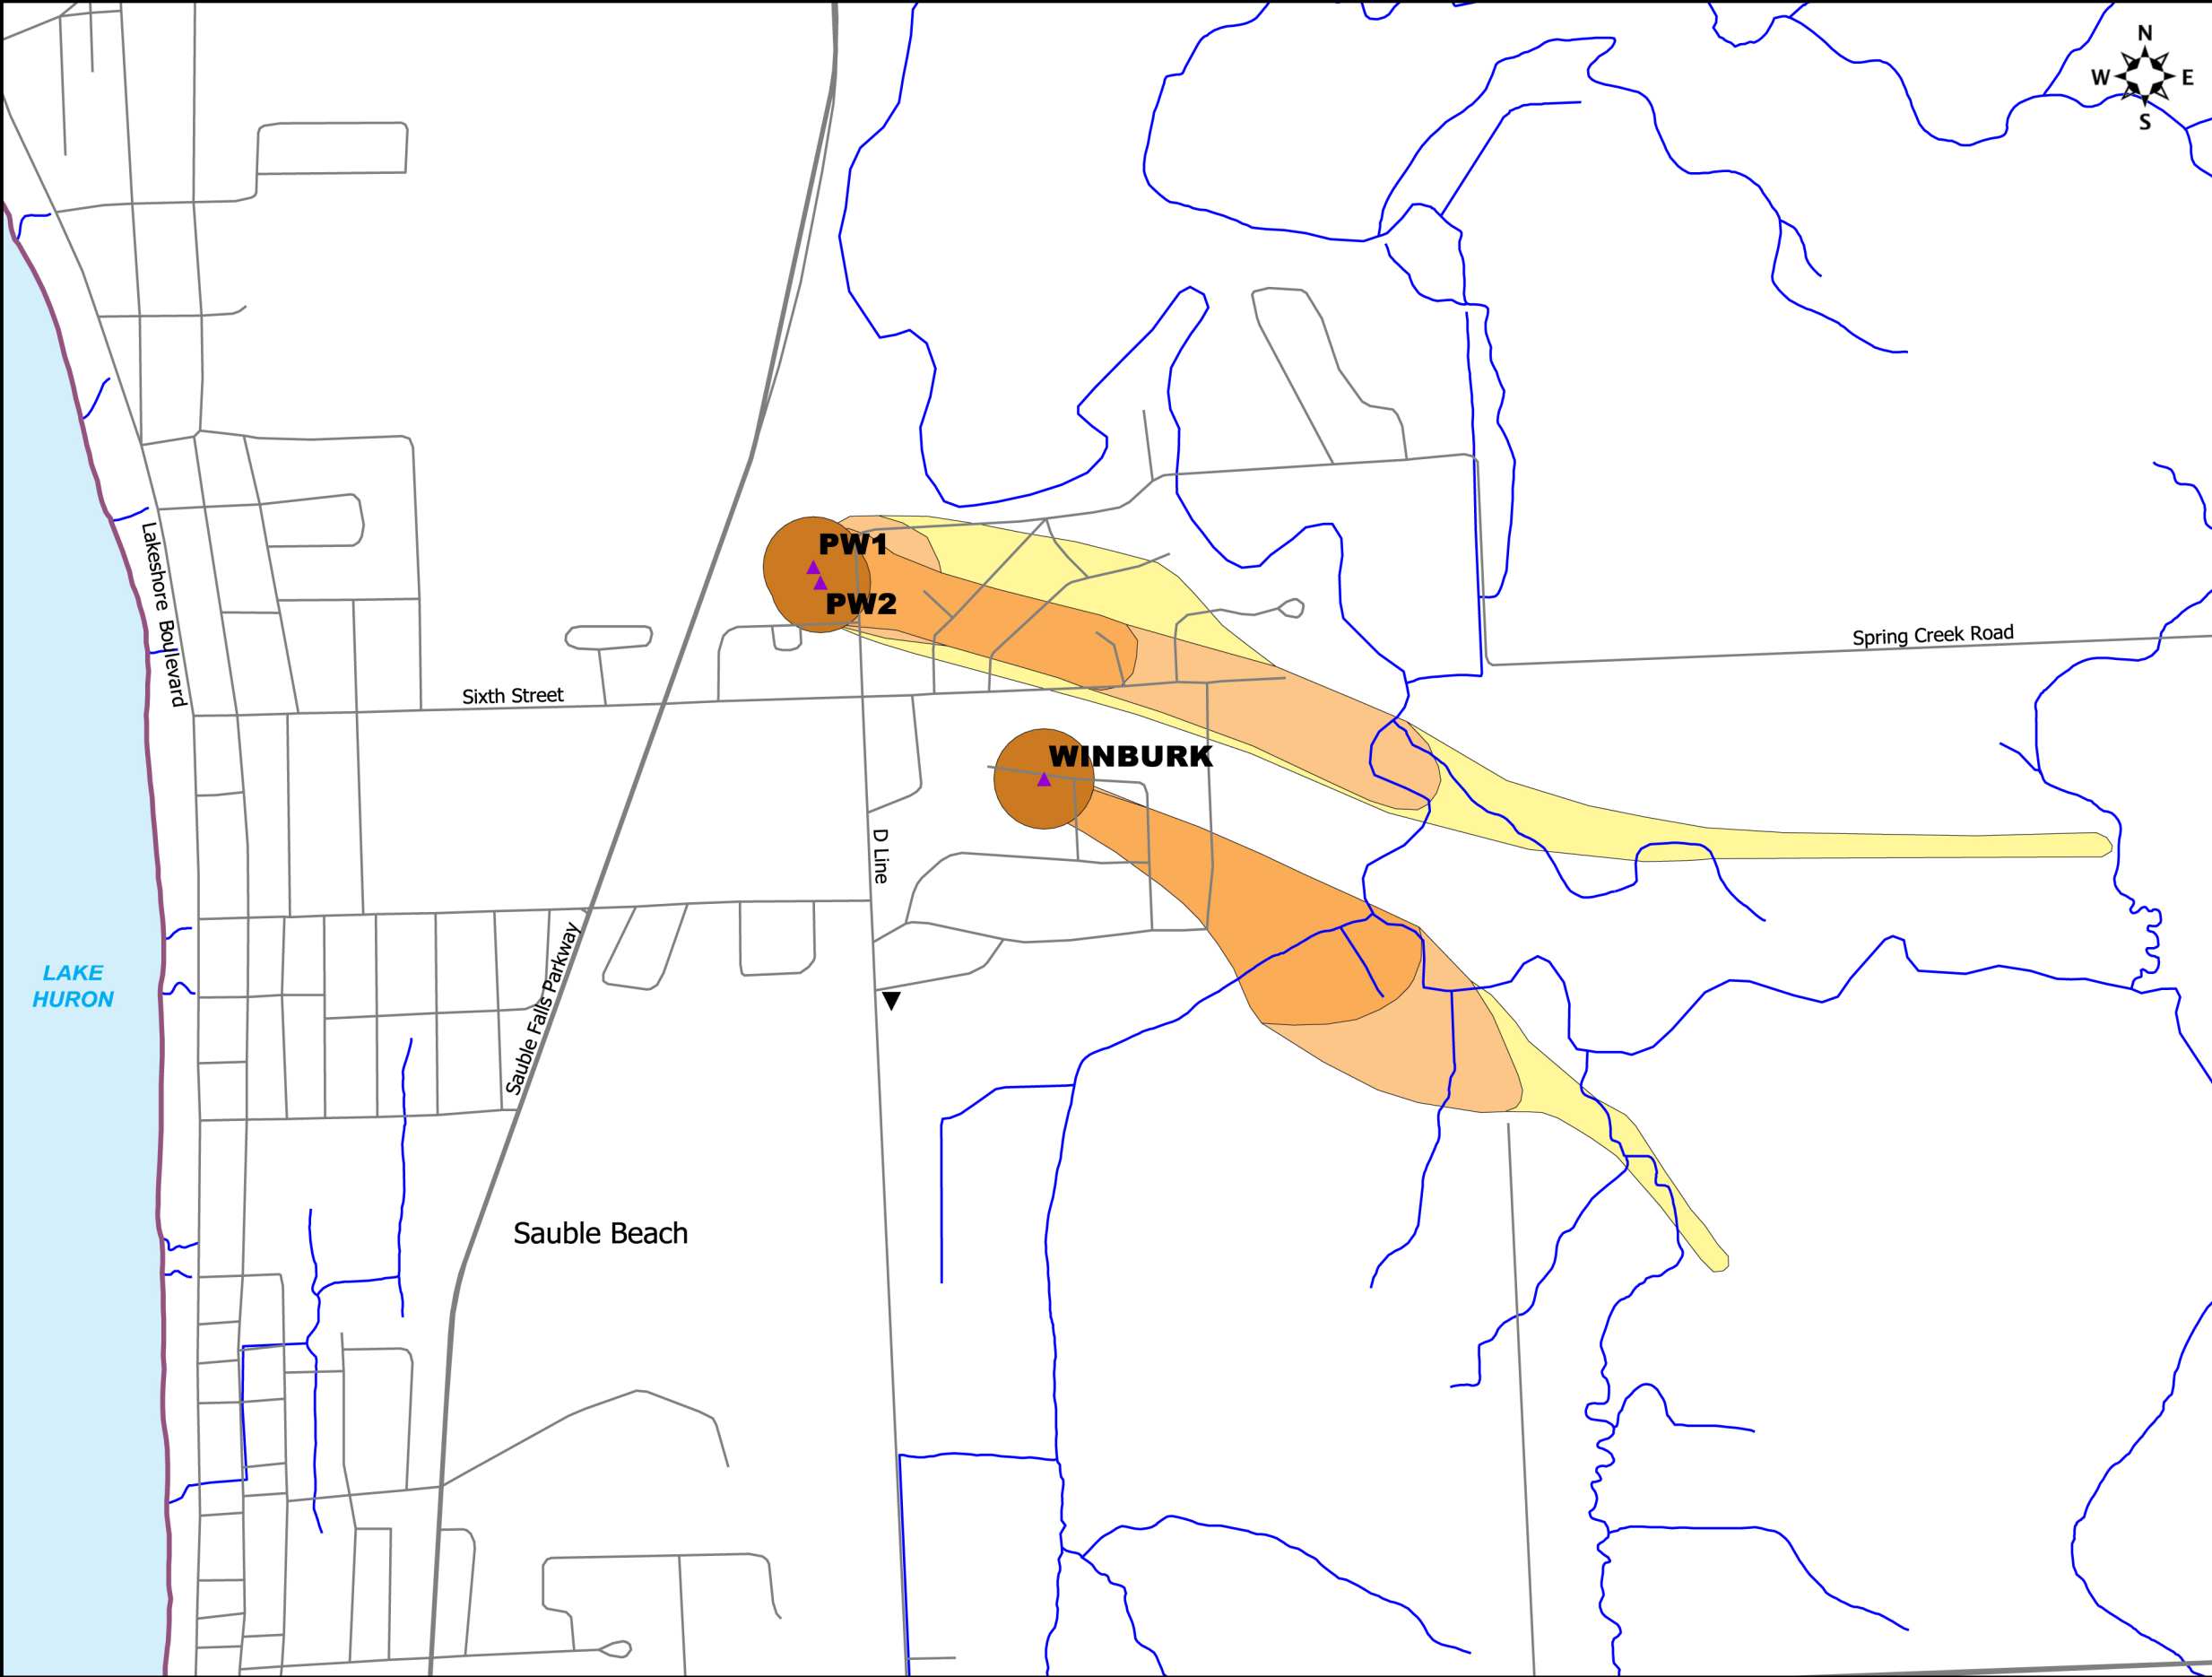 N
W E
S
Lakeshore Boulevard
PW1
PW2
Spring Creek Road
Sixth Street
WINBURK
D Line
Sauble Falls Parkway
LAKE
HURON
Sauble Beach